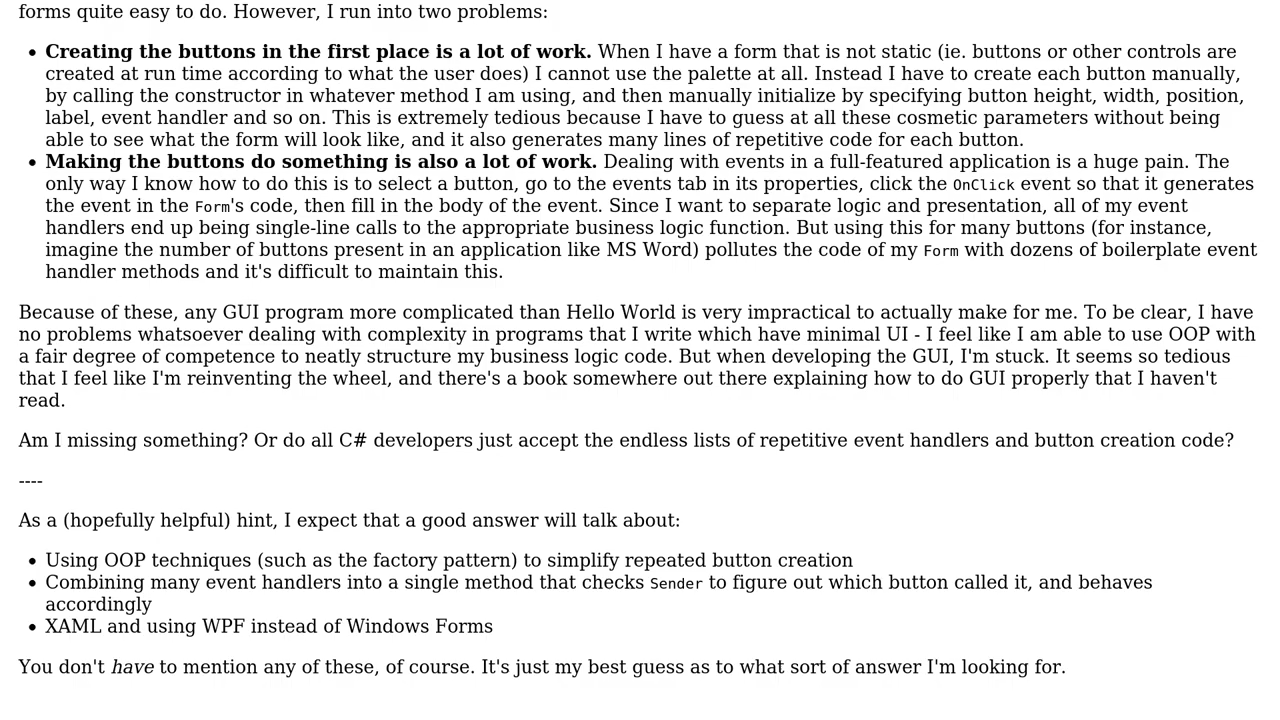 forms quite easy to do. However, I run into two problems:
• Creating the buttons in the first place is a lot of work. When I have a form that is not static (ie. buttons or other controls are
created at run time according to what the user does) I cannot use the palette at all. Instead I have to create each button manually,
by calling the constructor in whatever method I am using, and then manually initialize by specifying button height, width, position,
label, event handler and so on. This is extremely tedious because I have to guess at all these cosmetic parameters without being
able to see what the form will look like, and it also generates many lines of repetitive code for each button.
• Making the buttons do something is also a lot of work. Dealing with events in a full-featured application is a huge pain. The
only way I know how to do this is to select a button, go to the events tab in its properties, click the OnClick event so that it generates
the event in the Form's code, then fill in the body of the event. Since I want to separate logic and presentation, all of my event
handlers end up being single-line calls to the appropriate business logic function. But using this for many buttons (for instance,
imagine the number of buttons present in an application like MS Word) pollutes the code of my Form with dozens of boilerplate event
handler methods and it's difficult to maintain this.
Because of these, any GUI program more complicated than Hello World is very impractical to actually make for me. To be clear, I have
no problems whatsoever dealing with complexity in programs that I write which have minimal UI - I feel like I am able to use OOP with
a fair degree of competence to neatly structure my business logic code. But when developing the GUI, I'm stuck. It seems so tedious
that I feel like I'm reinventing the wheel, and there's a book somewhere out there explaining how to do GUI properly that I haven't
read.
Am I missing something? Or do all C# developers just accept the endless lists of repetitive event handlers and button creation code?
----
As a (hopefully helpful) hint, I expect that a good answer will talk about:
• Using OOP techniques (such as the factory pattern) to simplify repeated button creation
• Combining many event handlers into a single method that checks Sender to figure out which button called it, and behaves
accordingly
• XAML and using WPF instead of Windows Forms
You don't have to mention any of these, of course. It's just my best guess as to what sort of answer I'm looking for.